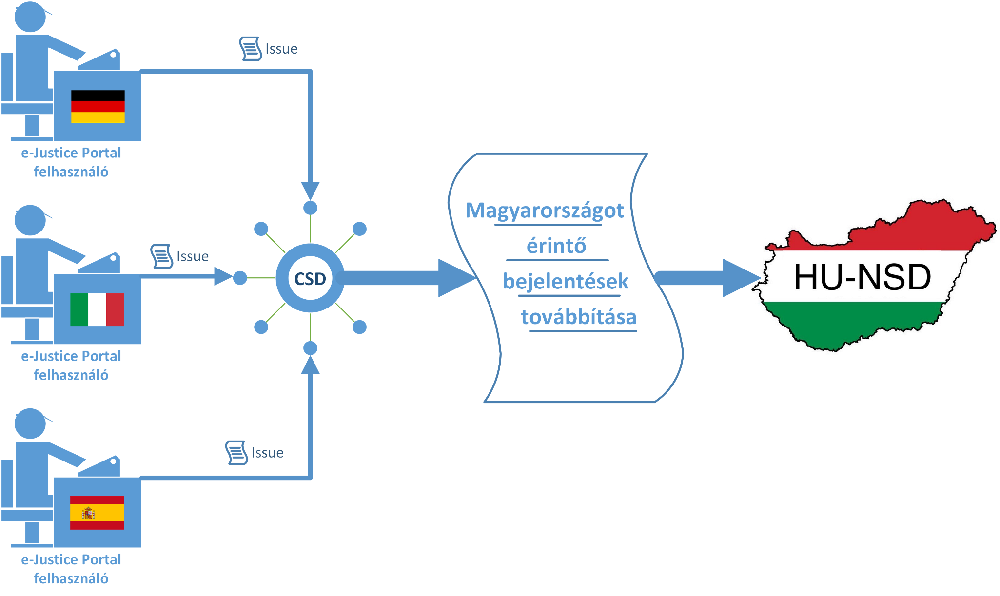 Issue
e-Justice Portal
felhasználó
Issue
e-Justice Portal
felhasználó
Issue
e-Justice Portal
felhasználó
CSD
Magyarországot
érintő
bejelentések
továbbítása
HU-NSD